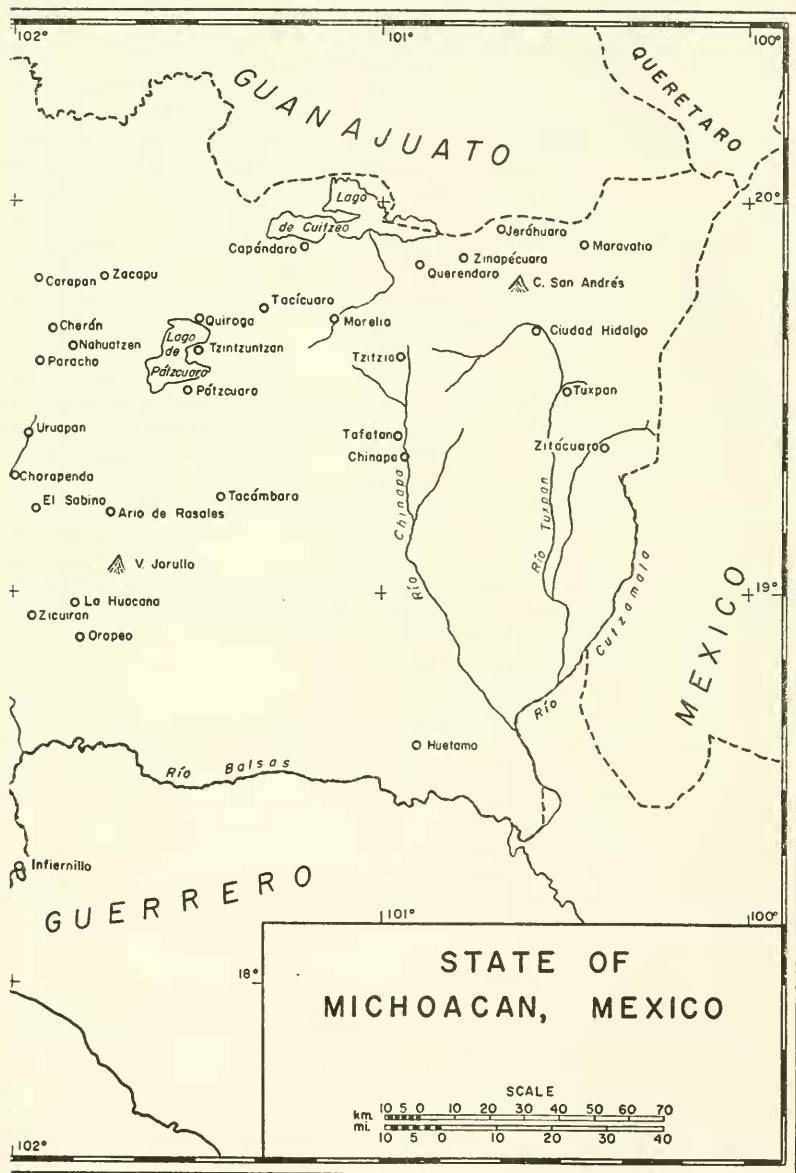 102°
101°
100°
GUANAJUATO
QUERETARO
20°
Lago
de Cuitzeo
Capándaro
Jeráhuaro
Maravatio
Zinapécuara
Querendaro
C. San Andrés
Carapan
Zacapu
Tacícuaro
Quiroga
Morelia
Cherán
Nahuatzen
Lago
de
Pátzcuaro
Tzintzuntzan
Ciudad Hidalgo
Paracho
Tzitzio
Pátzcuaro
Tuxpan
Uruapan
Tafetan
Zitácuaro
Chinapa
Chorapenda
El Sabino
Ario de Rasales
Tacámbara
Río Chinapa
Río Tuxpan
V. Jorullo
19°
La Huacana
Zicuiran
Oropeo
Río Cutzamala
MEXICO
Huetamo
Río Balsas
Infiernillo
GUERRERO
101°
100°
18°
STATE OF
MICHOACAN, MEXICO
SCALE
10 5 0 10 20 30 40 50 60 70
km.
mi.
10 5 0 10 20 30 40
102°